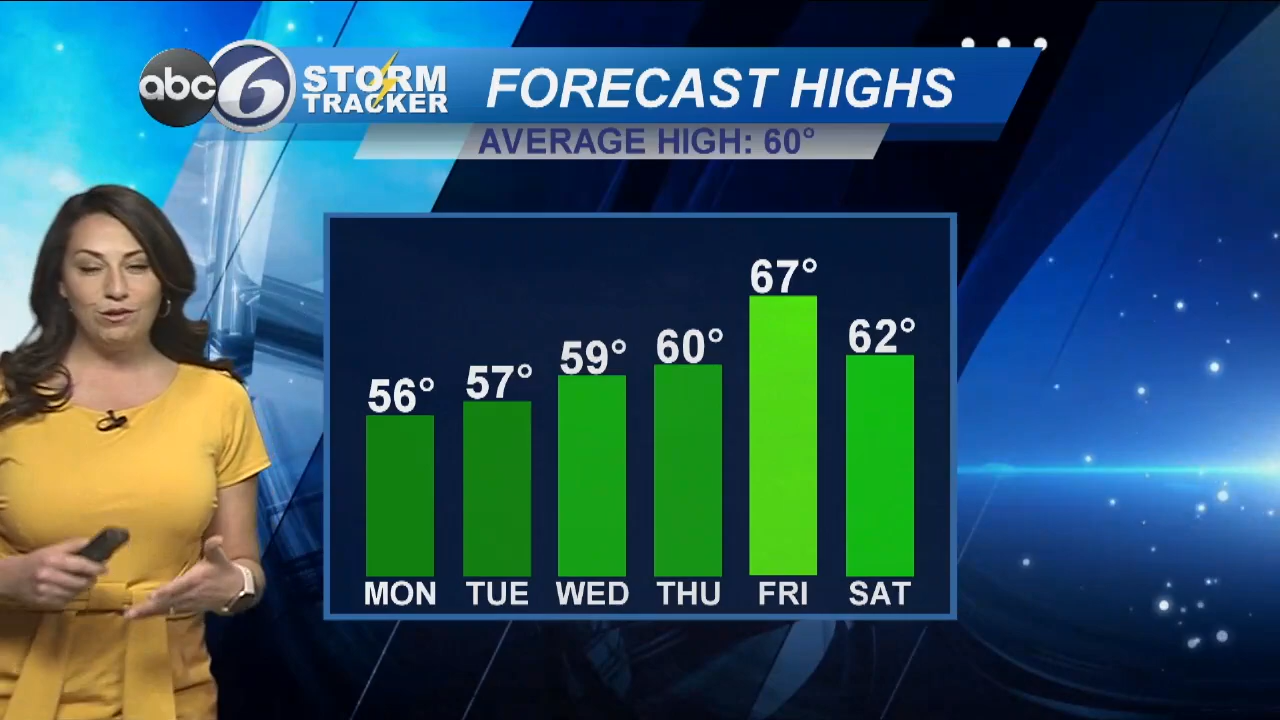 abc 6 STORM TRACKER
FORECAST HIGHS
AVERAGE HIGH: 60°
56° 57° 59° 60° 67° 62°
MON TUE WED THU FRI SAT